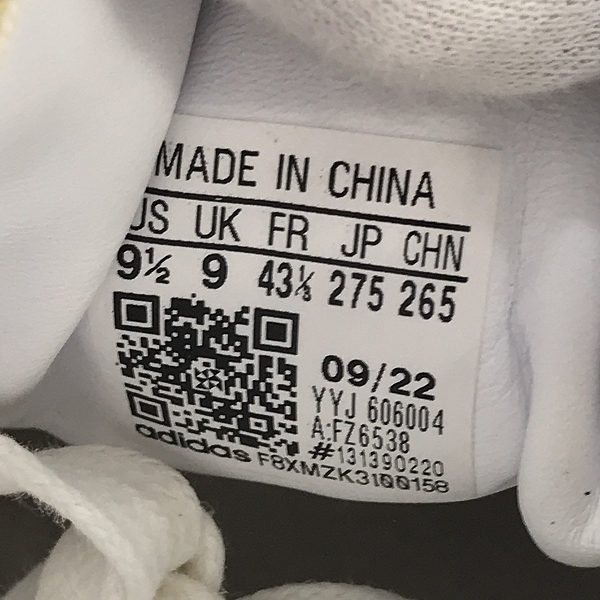 MADE IN CHINA
US UK FR JP CHN
9½ 9 43⅓ 275 265
09/22
YYJ 606004
A:FZ6538
#131390220
adidas F8XMZK3100158